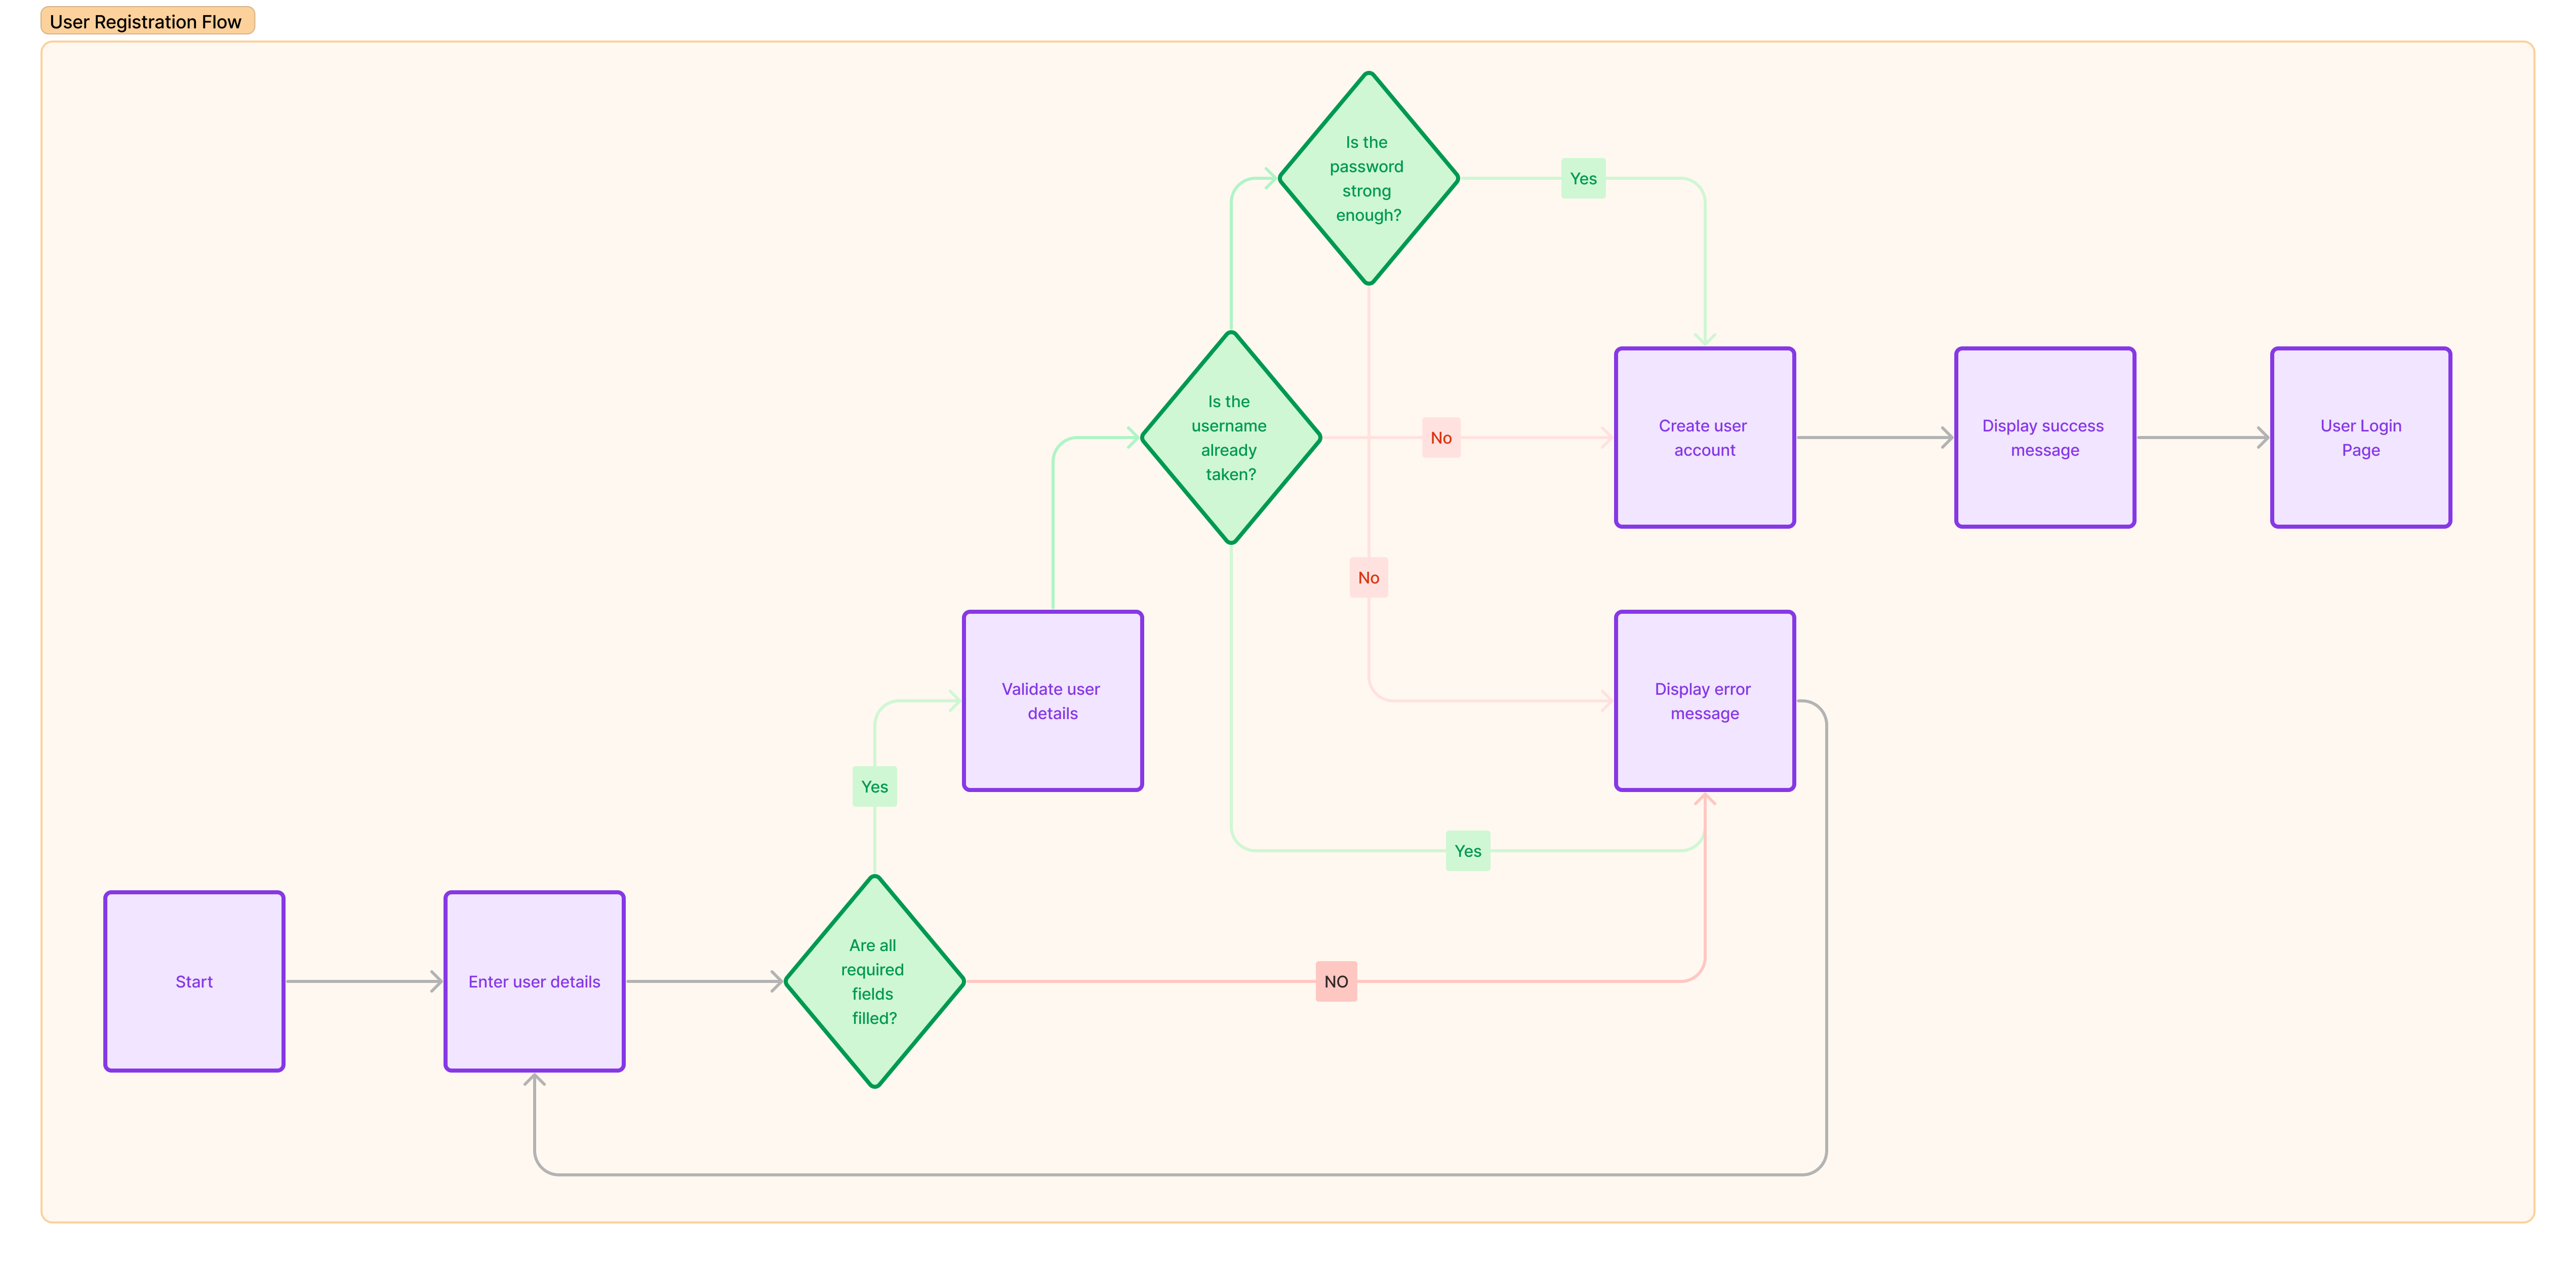 User Registration Flow
Is the
password
strong
enough?
Yes
Is the
username
already
taken?
No
Create user
account
Display success
message
User Login
Page
No
Validate user
details
Display error
message
Yes
Yes
Start
Enter user details
Are all
required
fields
filled?
NO